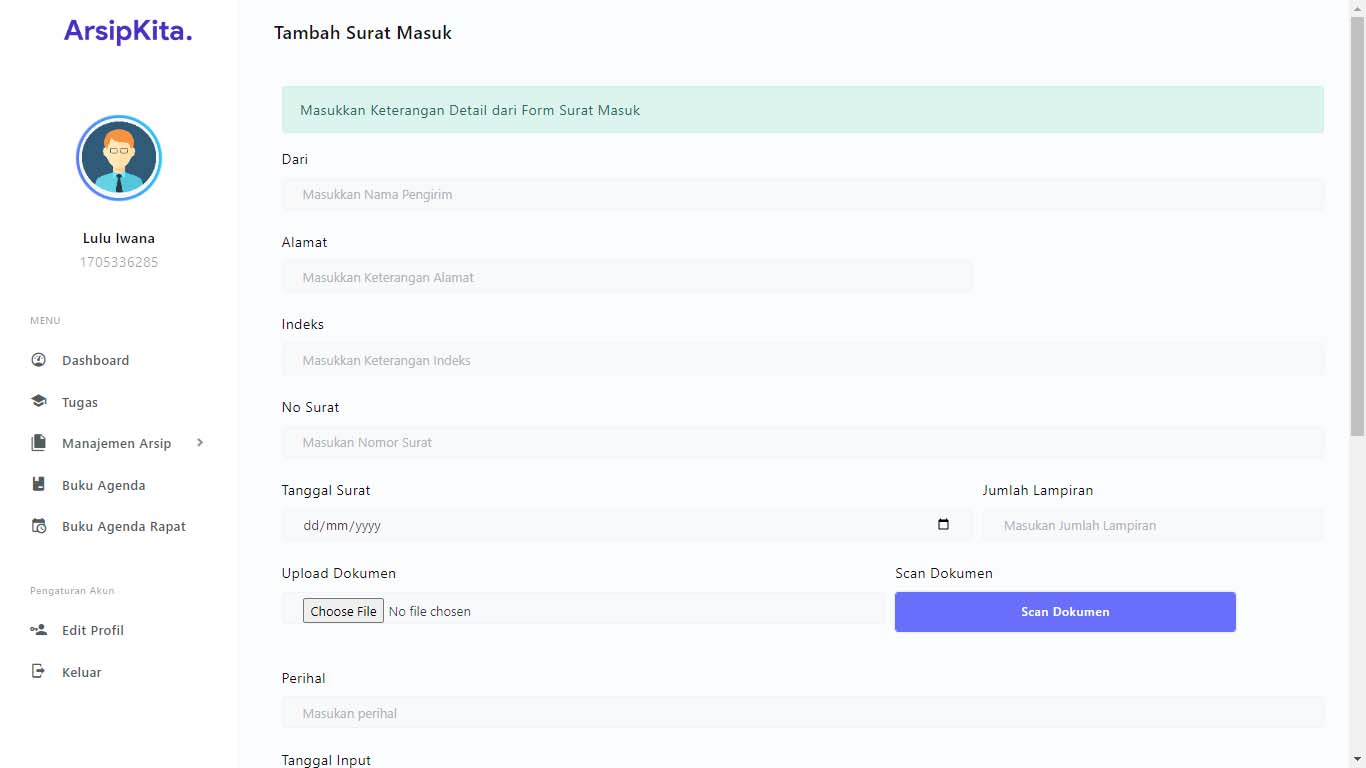 ArsipKita.
Lulu Iwana
1705336285
MENU
Dashboard
Tugas
Manajemen Arsip
Buku Agenda
Buku Agenda Rapat
Pengaturan Akun
Edit Profil
Keluar
Tambah Surat Masuk
Masukkan Keterangan Detail dari Form Surat Masuk
Dari
Masukkan Nama Pengirim
Alamat
Masukkan Keterangan Alamat
Indeks
Masukkan Keterangan Indeks
No Surat
Masukan Nomor Surat
Tanggal Surat
dd/mm/yyyy
Jumlah Lampiran
Masukan Jumlah Lampiran
Upload Dokumen
Choose File No file chosen
Scan Dokumen
Scan Dokumen
Perihal
Masukan perihal
Tanggal Input